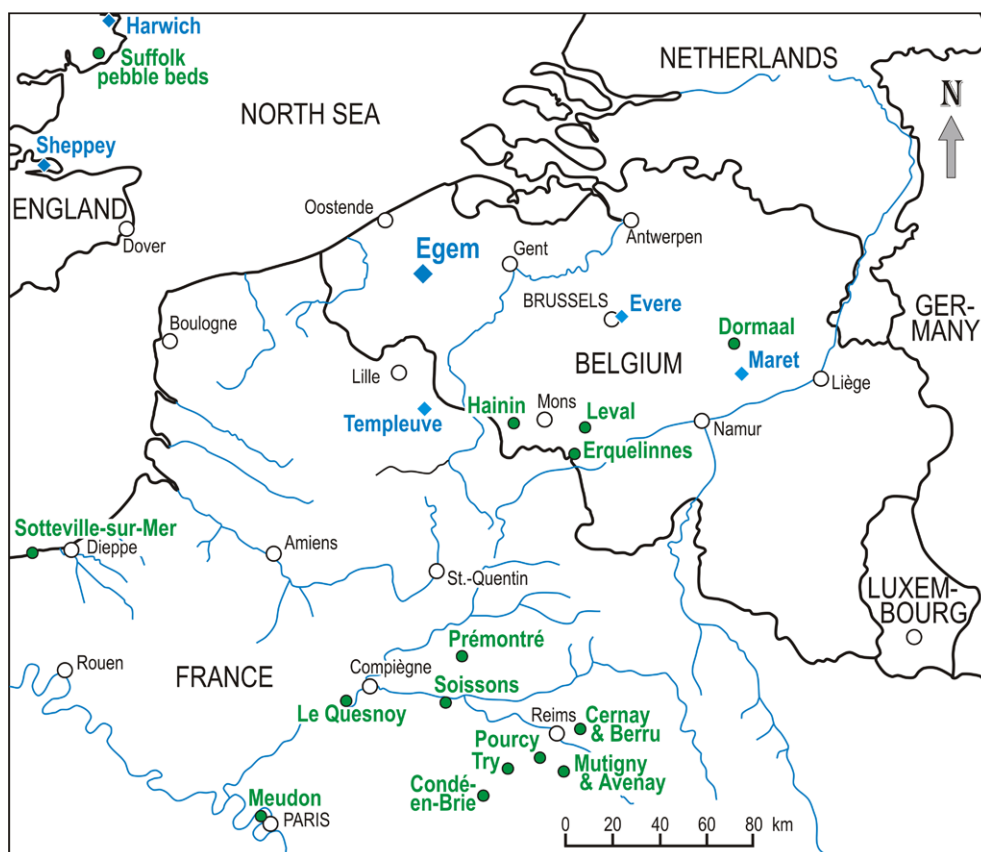 Harwich
Suffolk
pebble beds
NETHERLANDS
N
NORTH SEA
Sheppey
ENGLAND
Dover
Oostende
Antwerpen
Gent
Egem
BRUSSELS
Evere
GER-
MANY
Boulogne
Dormaal
BELGIUM
Maret
Lille
Liège
Hainin
Mons
Leval
Templeuve
Namur
Erquelinnes
Sotteville-sur-Mer
Dieppe
Amiens
St.-Quentin
LUXEM-
BOURG
Prémontré
Rouen
Compiègne
FRANCE
Soissons
Le Quesnoy
Reims
Cernay
& Berru
Pourcy
Try
Mutigny
& Avenay
Condé-
en-Brie
Meudon
PARIS
0 20 40 60 80 km